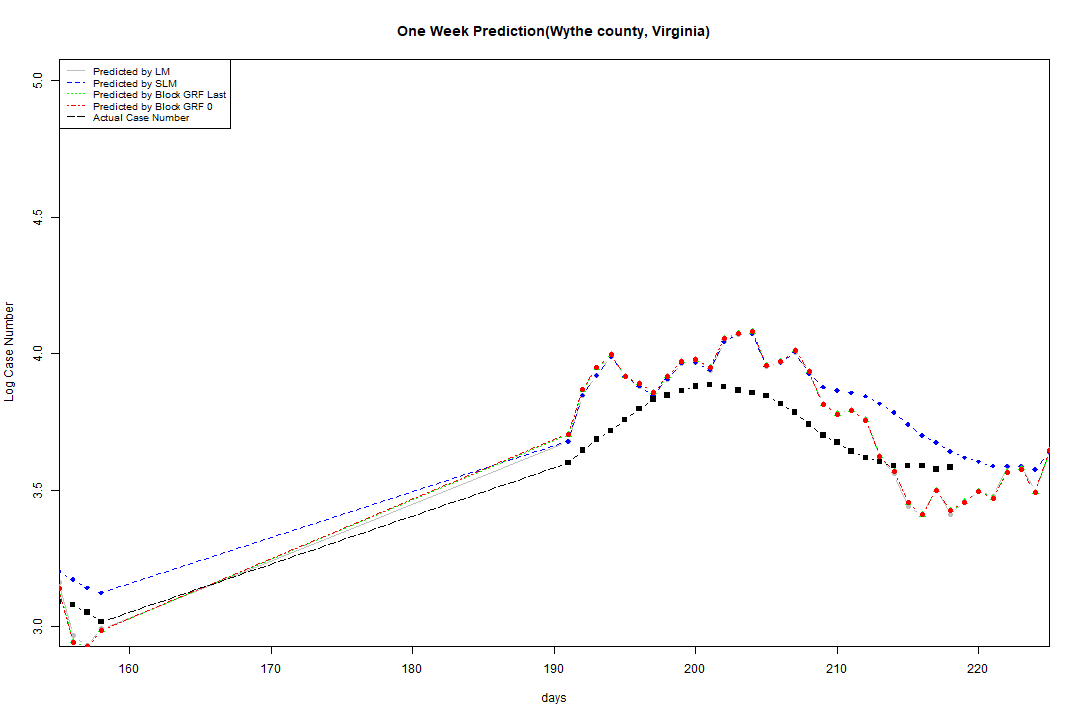 One Week Prediction(Wythe county, Virginia)
Predicted by LM
Predicted by SLM
Predicted by Block GRF Last
Predicted by Block GRF 0
Actual Case Number
Log Case Number
5.0
4.5
4.0
3.5
3.0
160 170 180 190 200 210 220
days